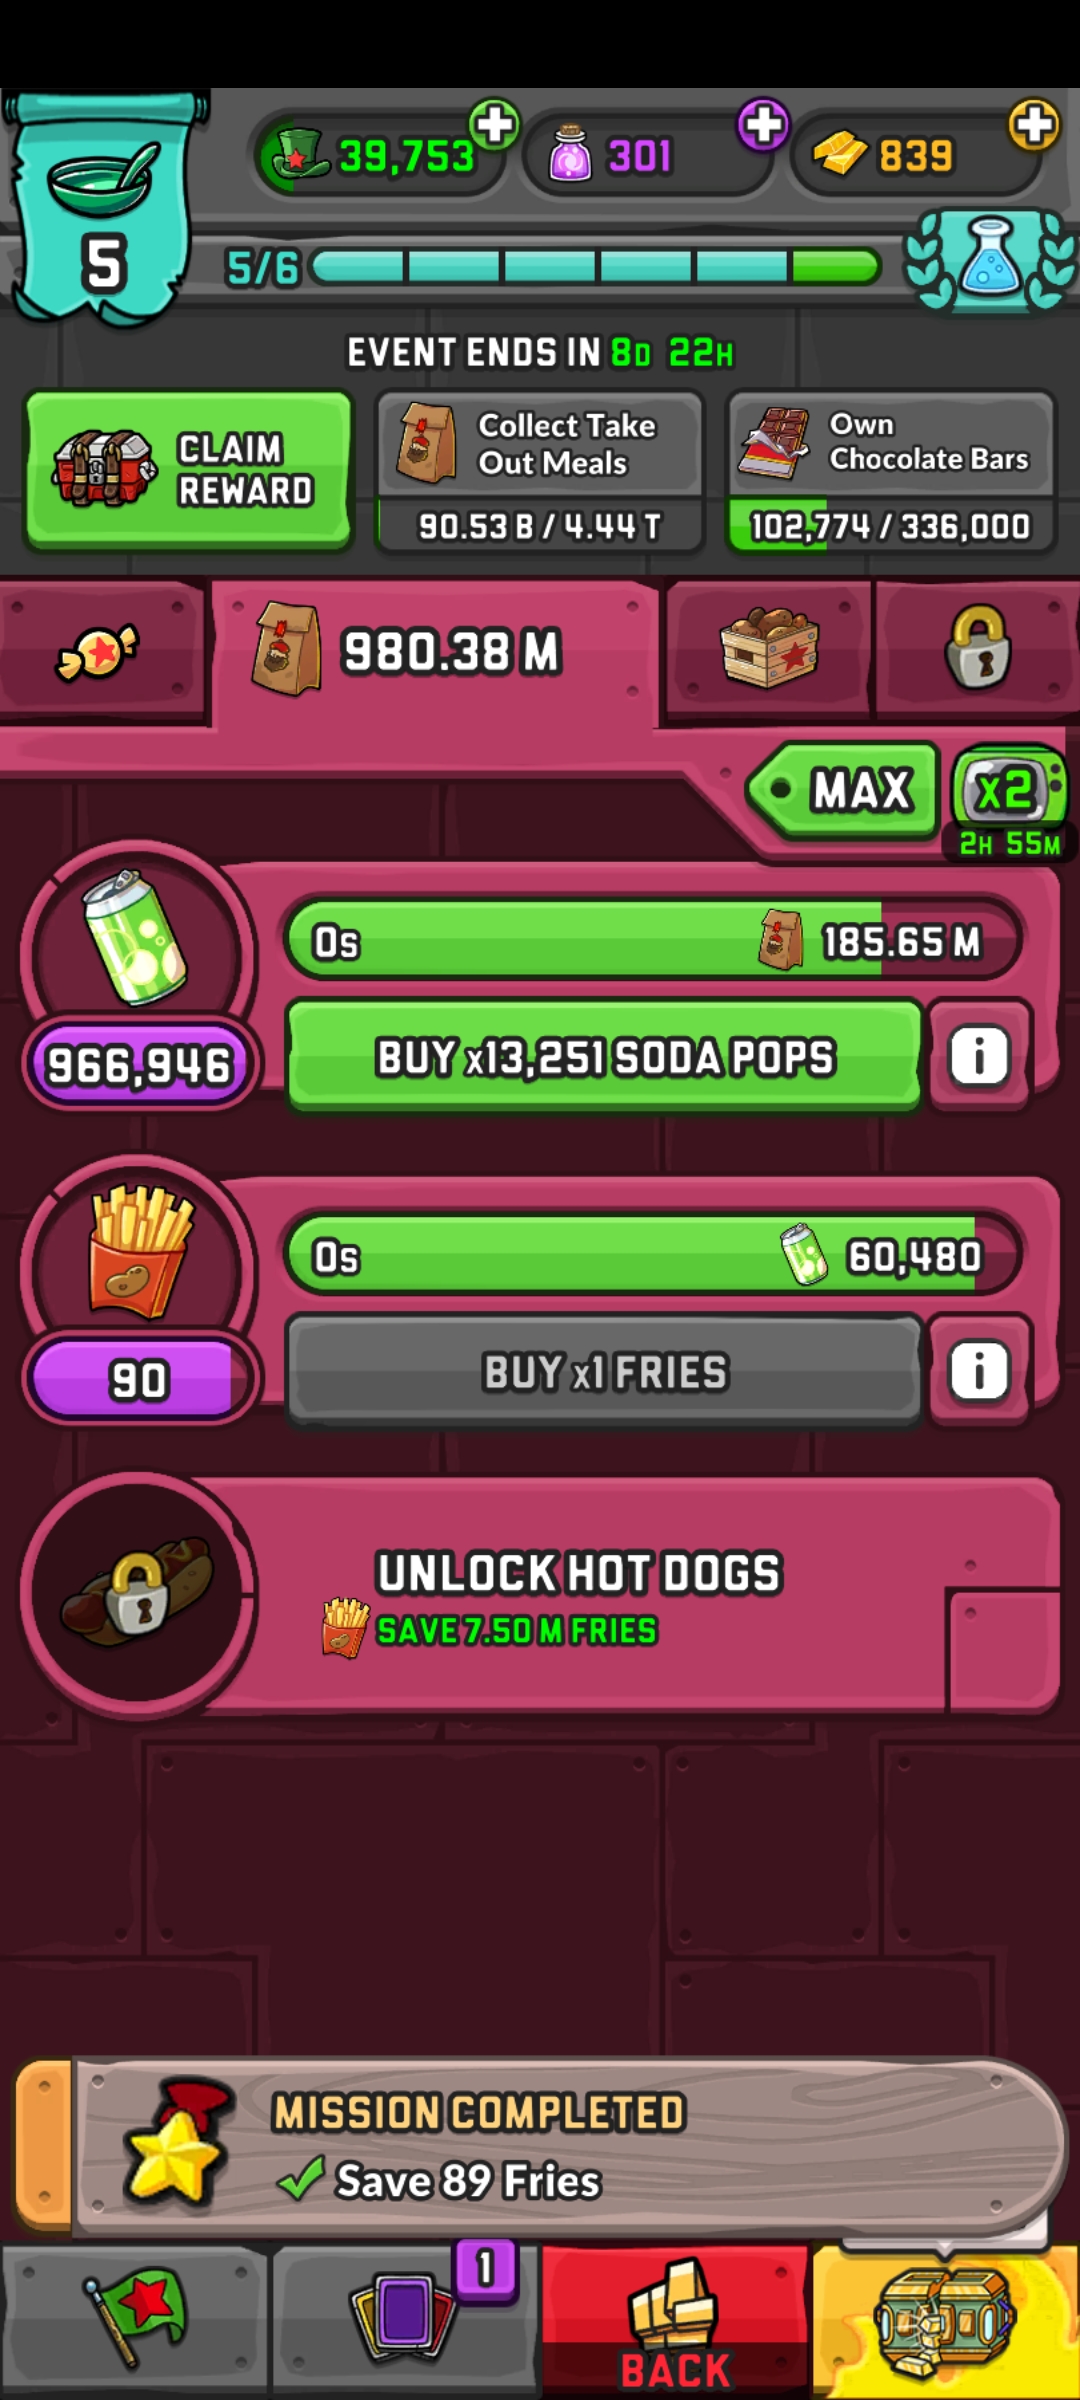 39,753
301
839
5
5/6
EVENT ENDS IN 8D 22H
CLAIM
REWARD
Collect Take
Out Meals
90.53 B / 4.44 T
Own
Chocolate Bars
102,774 / 336,000
980.38 M
MAX
x2
2H 55M
0s
185.65 M
966,946
BUY x13,251 SODA POPS
i
0s
60,480
90
BUY x1 FRIES
i
UNLOCK HOT DOGS
SAVE 7.50 M FRIES
MISSION COMPLETED
Save 89 Fries
1
BACK